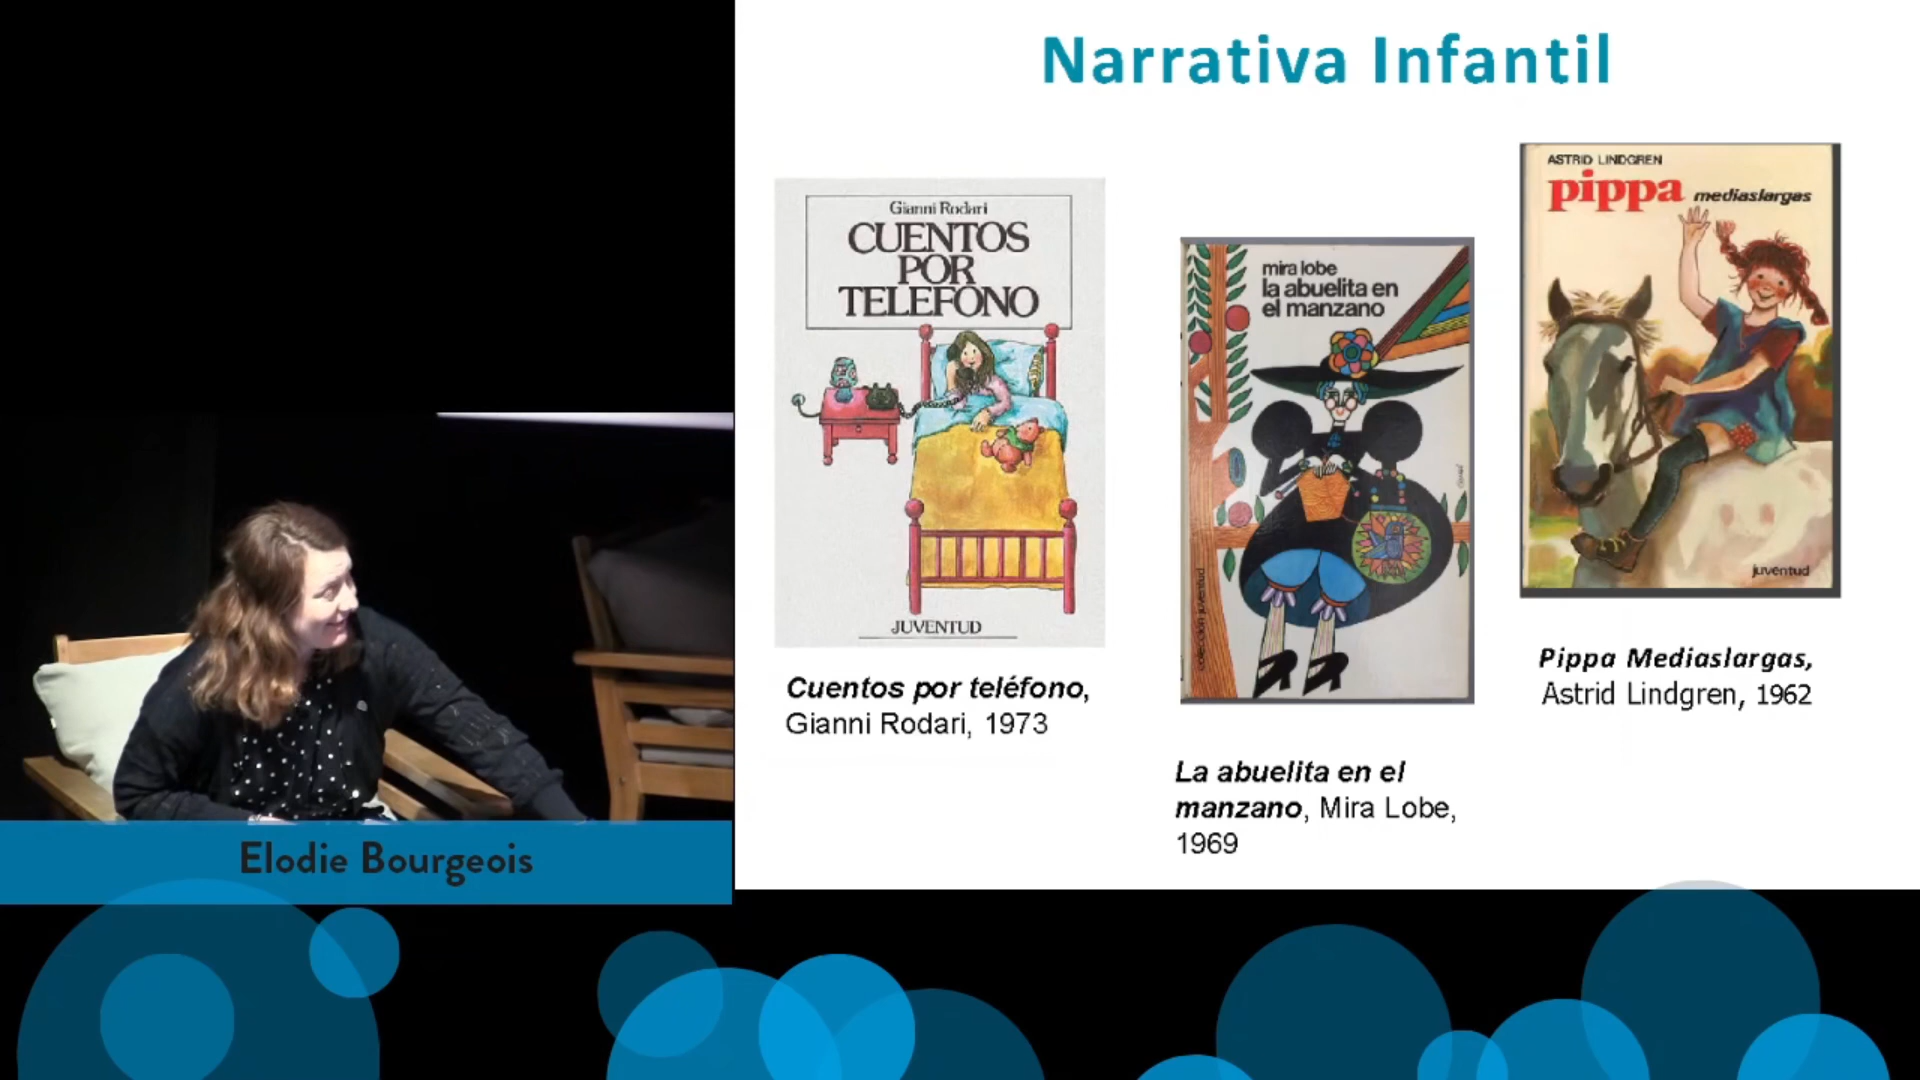 Narrativa Infantil
Gianni Rodari
CUENTOS
POR
TELEFONO
JUVENTUD
Cuentos por teléfono,
Gianni Rodari, 1973
mira lobe
la abuelita en
el manzano
colección juventud
La abuelita en el
manzano, Mira Lobe,
1969
ASTRID LINDGREN
pippa mediaslargas
juventud
Pippa Mediaslargas,
Astrid Lindgren, 1962
Elodie Bourgeois